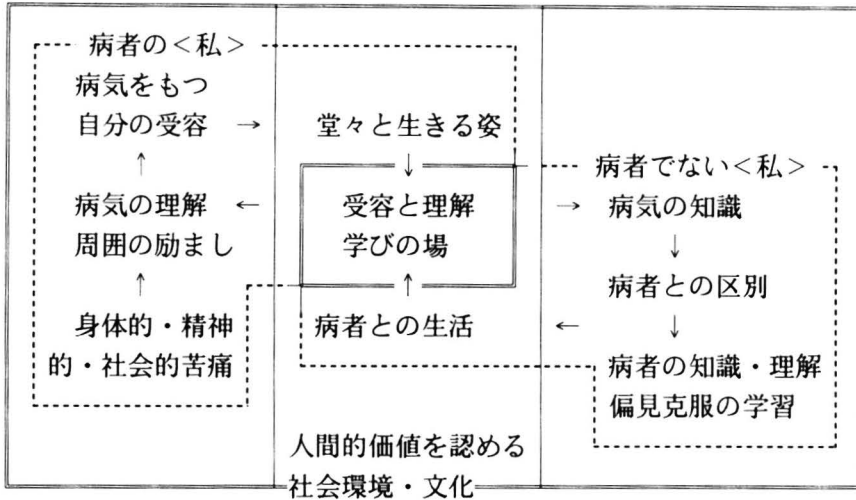 病者の＜私＞
病気をもつ
自分の受容 →
↑
病気の理解 ←
周囲の励まし
↑
身体的・精神
的・社会的苦痛
堂々と生きる姿
↓
受容と理解
学びの場
↑
病者との生活
人間的価値を認める
社会環境・文化
病者でない＜私＞
→ 病気の知識
↓
病者との区別
← ↓
病者の知識・理解
偏見克服の学習